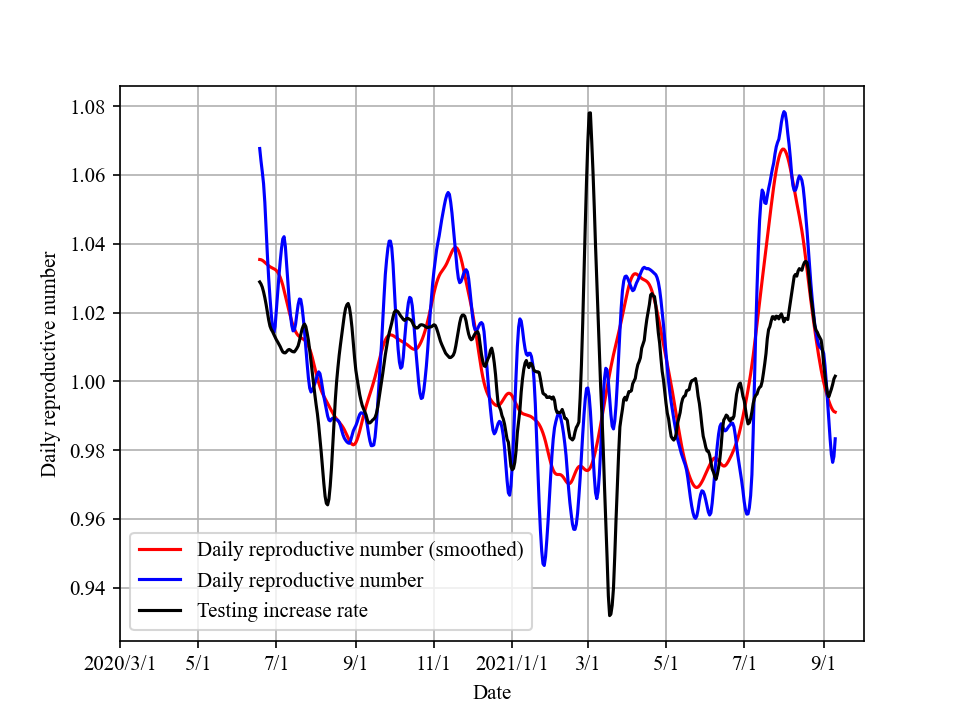 1.08
1.06
1.04
1.02
1.00
0.98
0.96
0.94
Daily reproductive number
Daily reproductive number (smoothed)
Daily reproductive number
Testing increase rate
2020/3/1 5/1 7/1 9/1 11/1 2021/1/1 3/1 5/1 7/1 9/1
Date